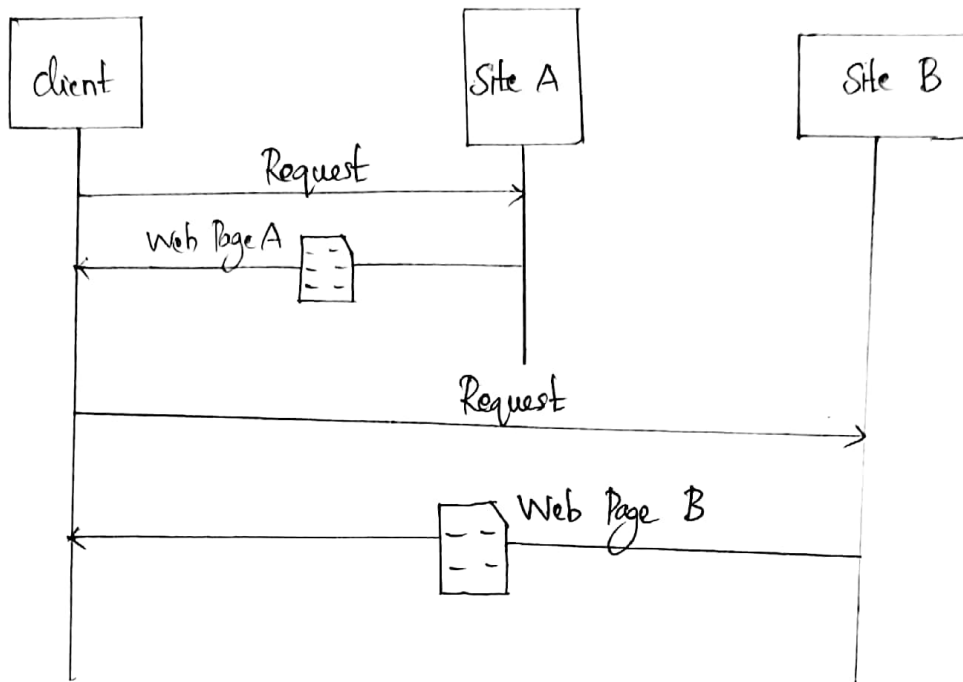 client
Site A
Site B
Request
Web Page A
Request
Web Page B